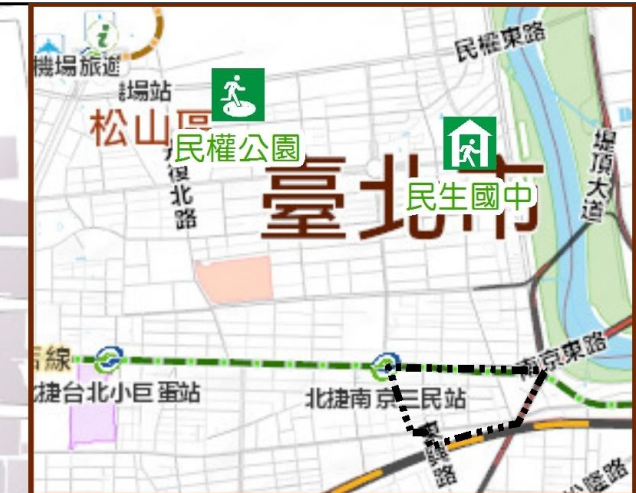 民權東路
機場旅遊
機場站
松山區
民權公園
復北路
臺北市
民生國中
堤頂大道
店線
北捷台北小巨蛋站
北捷南京三民站
南京東路